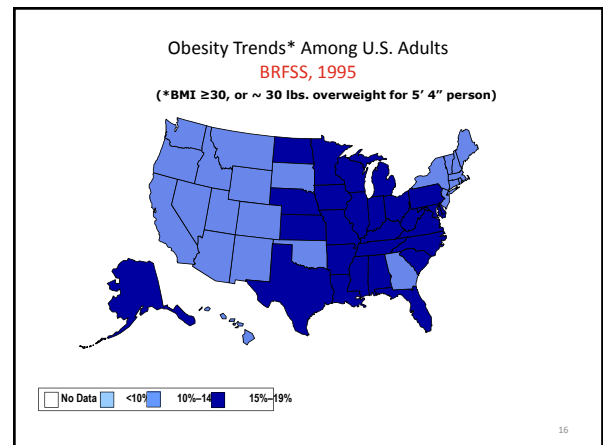 Obesity Trends* Among U.S. Adults
BRFSS, 1995
(*BMI ≥30, or ~ 30 lbs. overweight for 5' 4" person)
No Data <10% 10%–14 15%–19%
16